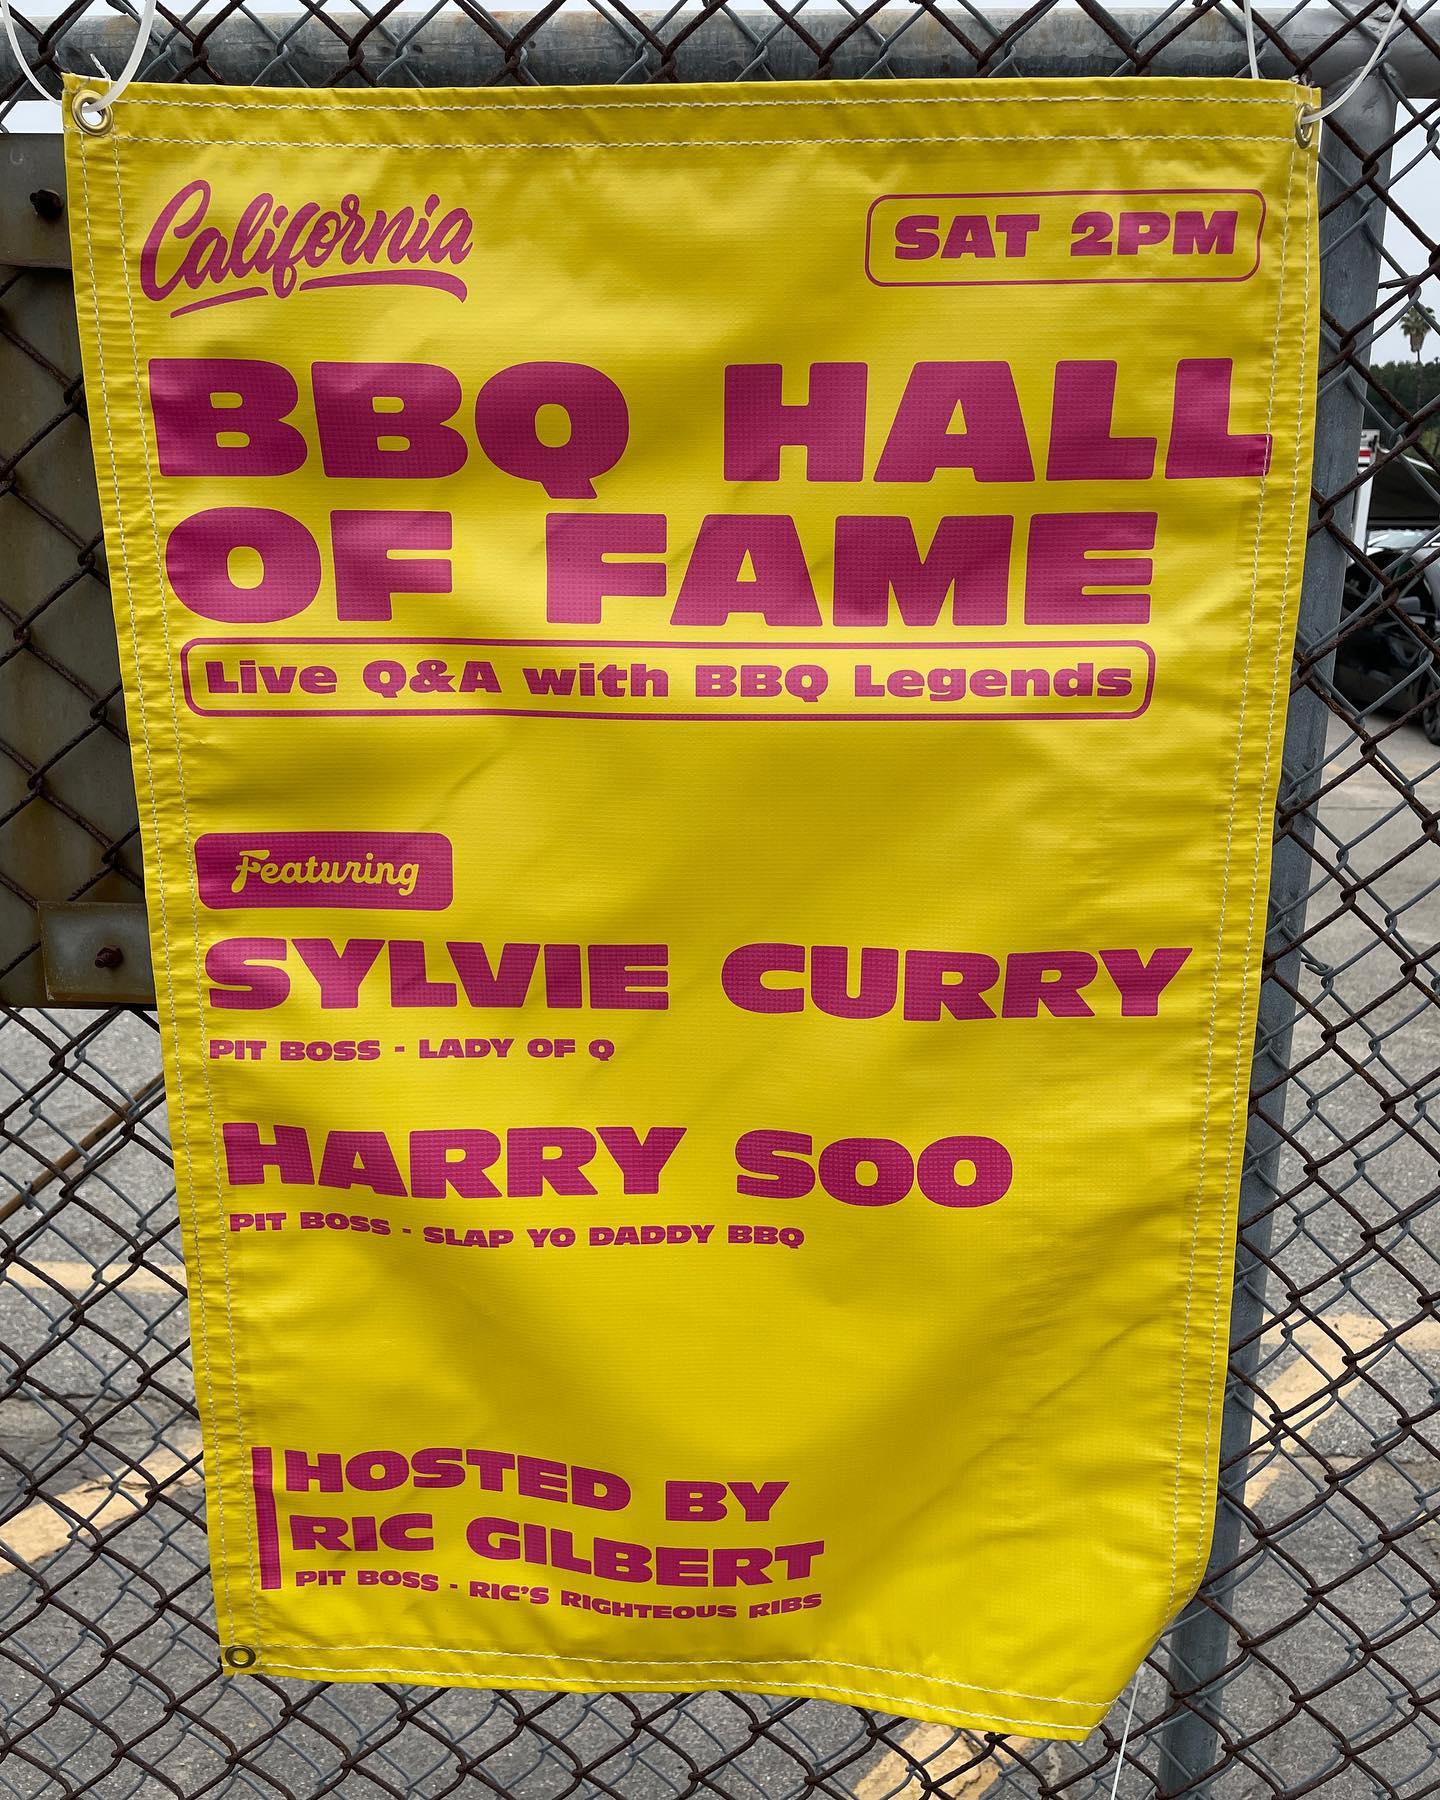 California
SAT 2PM
BBQ HALL
OF FAME
Live Q&A with BBQ Legends
Featuring
SYLVIE CURRY
PIT BOSS - LADY OF Q
HARRY SOO
PIT BOSS - SLAP YO DADDY BBQ
HOSTED BY
RIC GILBERT
PIT BOSS - RIC'S RIGHTEOUS RIBS